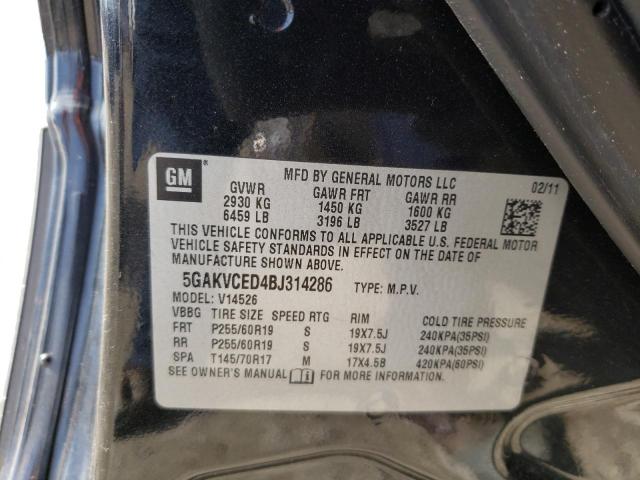 GM
MFD BY GENERAL MOTORS LLC 02/11
GVWR GAWR FRT GAWR RR
2930 KG 1450 KG 1600 KG
6459 LB 3196 LB 3527 LB
THIS VEHICLE CONFORMS TO ALL APPLICABLE U.S. FEDERAL MOTOR
VEHICLE SAFETY STANDARDS IN EFFECT ON THE DATE OF
MANUFACTURE SHOWN ABOVE.
5GAKVCED4BJ314286 TYPE: M.P.V.
MODEL: V14526
VBBG TIRE SIZE SPEED RTG RIM COLD TIRE PRESSURE
FRT P255/60R19 S 19X7.5J 240KPA(35PSI)
RR P255/60R19 S 19X7.5J 240KPA(35PSI)
SPA T145/70R17 M 17X4.5B 420KPA(60PSI)
SEE OWNER'S MANUAL FOR MORE INFORMATION.